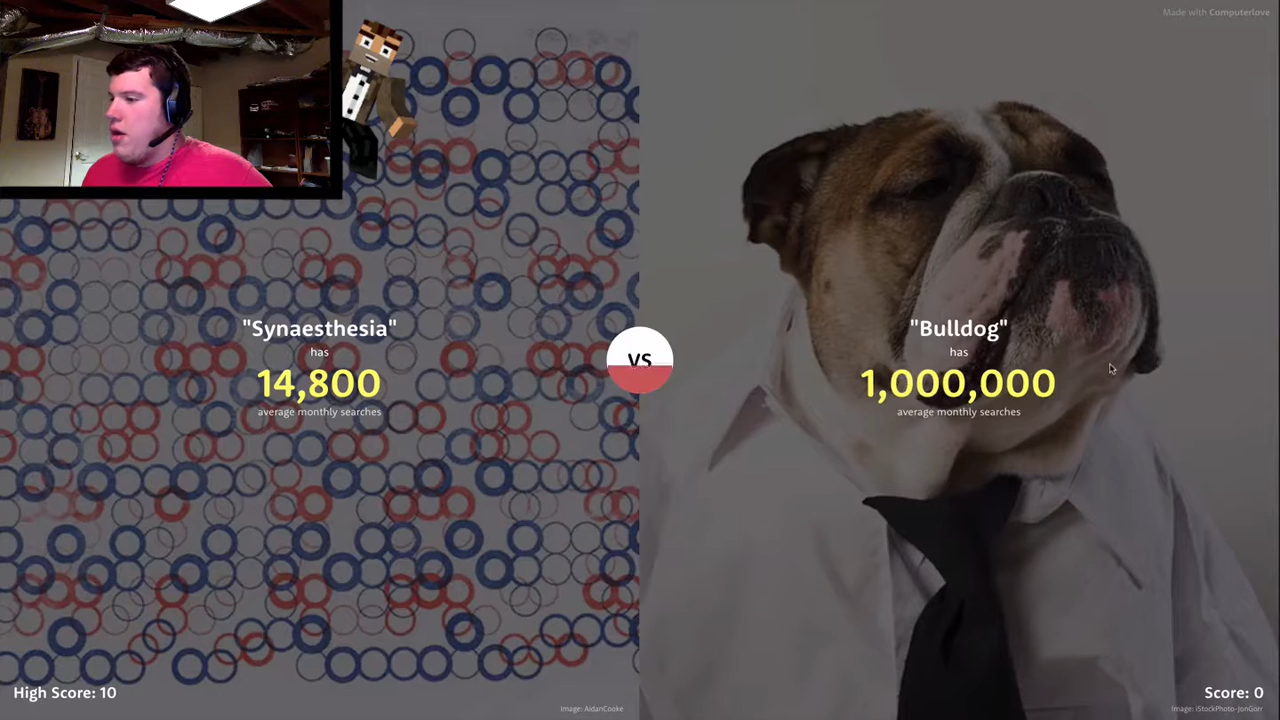 Made with Computerlove
"Synaesthesia"
has
14,800
average monthly searches
VS
"Bulldog"
has
1,000,000
average monthly searches
High Score: 10
Image: AidanCooke
Score: 0
Image: iStockPhoto-JonGorr